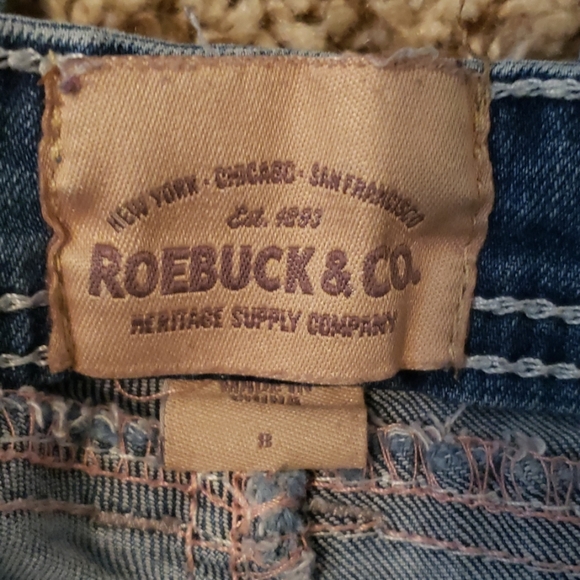 NEW YORK • CHICAGO • SAN FRANCISCO
Est. 1893
ROEBUCK & CO.
HERITAGE SUPPLY COMPANY
8